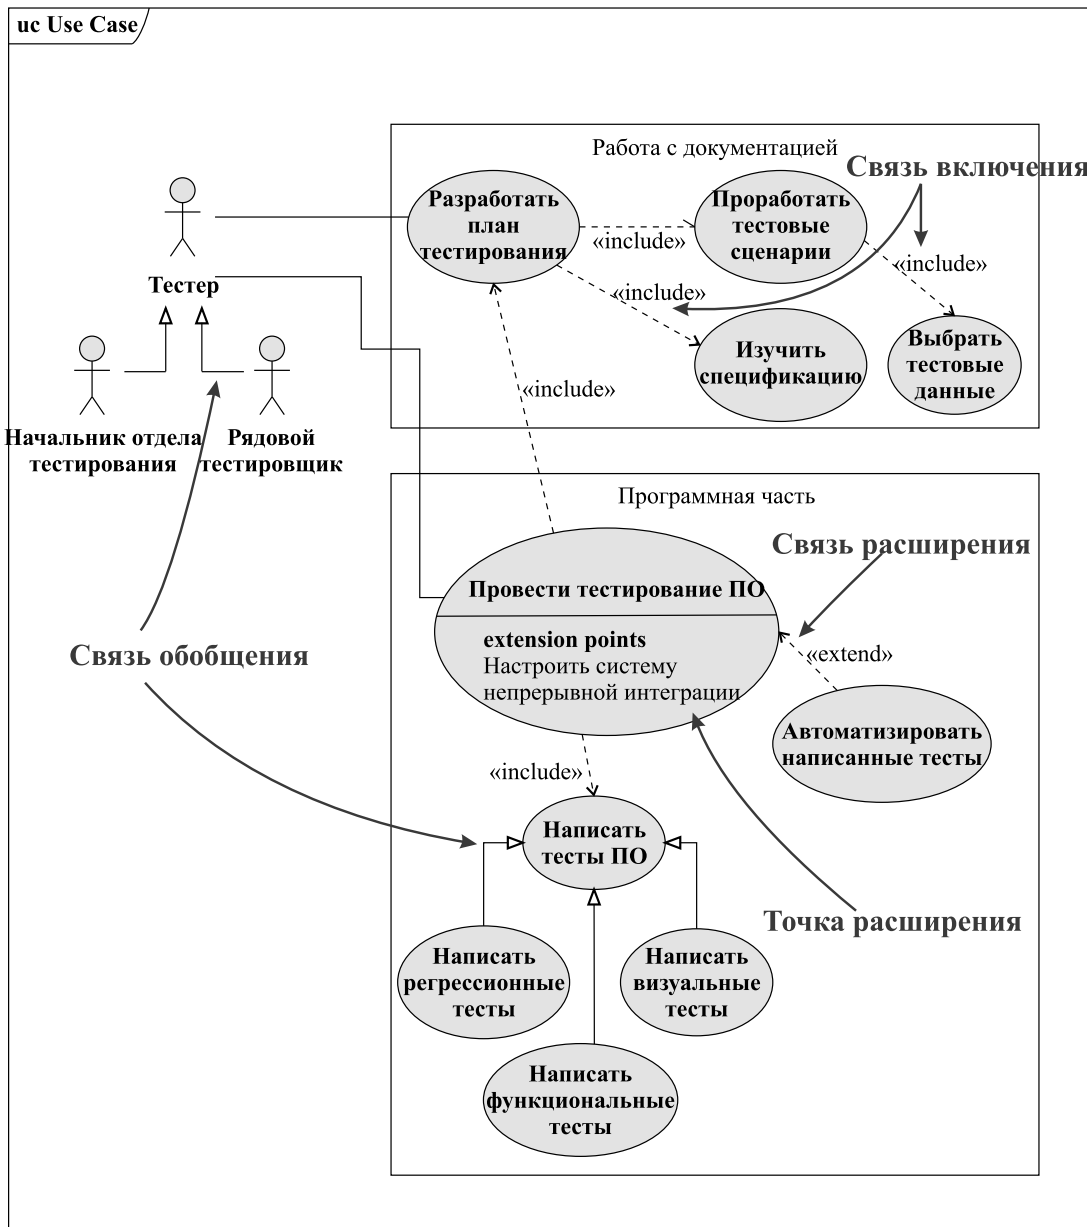 uc Use Case
Работа с документацией
Связь включения
Разработать
план
тестирования
«include»
Проработать
тестовые
сценарии
«include»
«include»
Изучить
спецификацию
Выбрать
тестовые
данные
«include»
Тестер
Начальник отдела
тестирования
Рядовой
тестировщик
Программная часть
Связь расширения
Провести тестирование ПО
extension points
Настроить систему
непрерывной интеграции
«extend»
Связь обобщения
Автоматизировать
написанные тесты
«include»
Написать
тесты ПО
Точка расширения
Написать
регрессионные
тесты
Написать
визуальные
тесты
Написать
функциональные
тесты